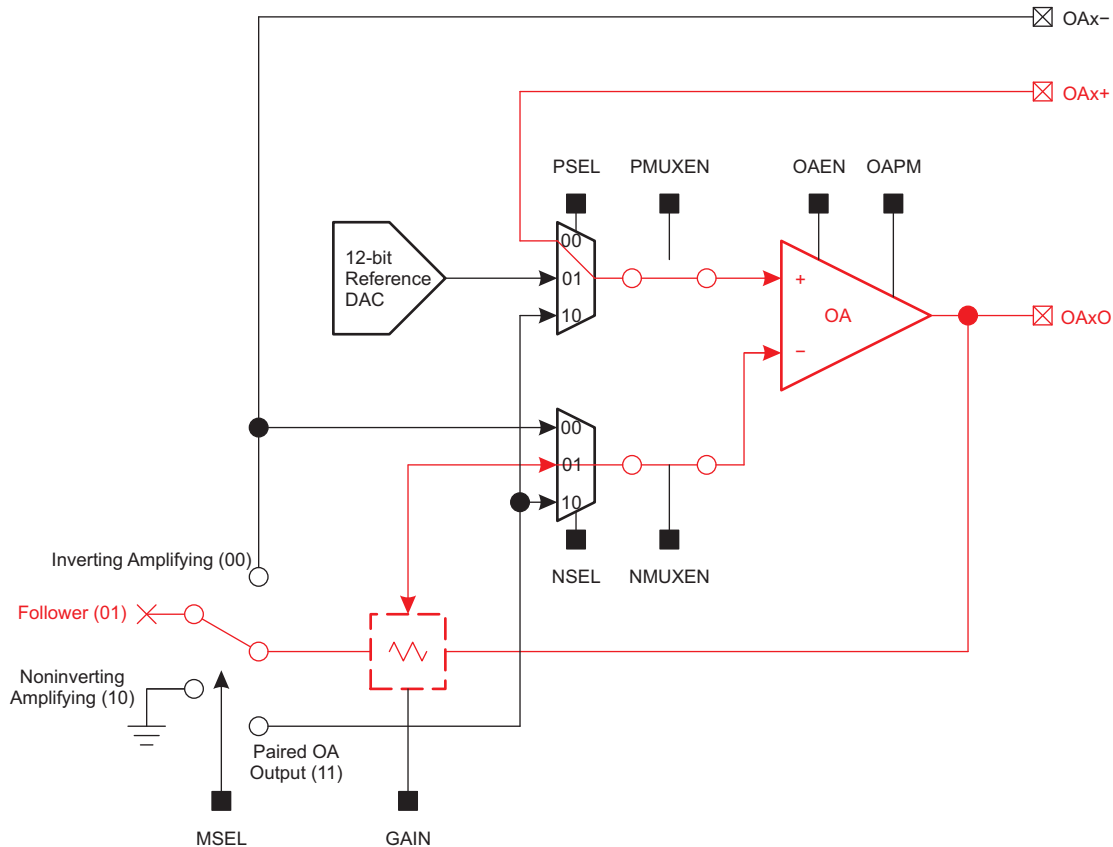 OAx−
OAx+
PSEL
PMUXEN
OAEN
OAPM
00
12-bit
Reference
DAC
01
+
10
OA
OAxO
−
00
01
10
Inverting Amplifying (00)
NSEL
NMUXEN
Follower (01)
Noninverting
Amplifying (10)
Paired OA
Output (11)
MSEL
GAIN